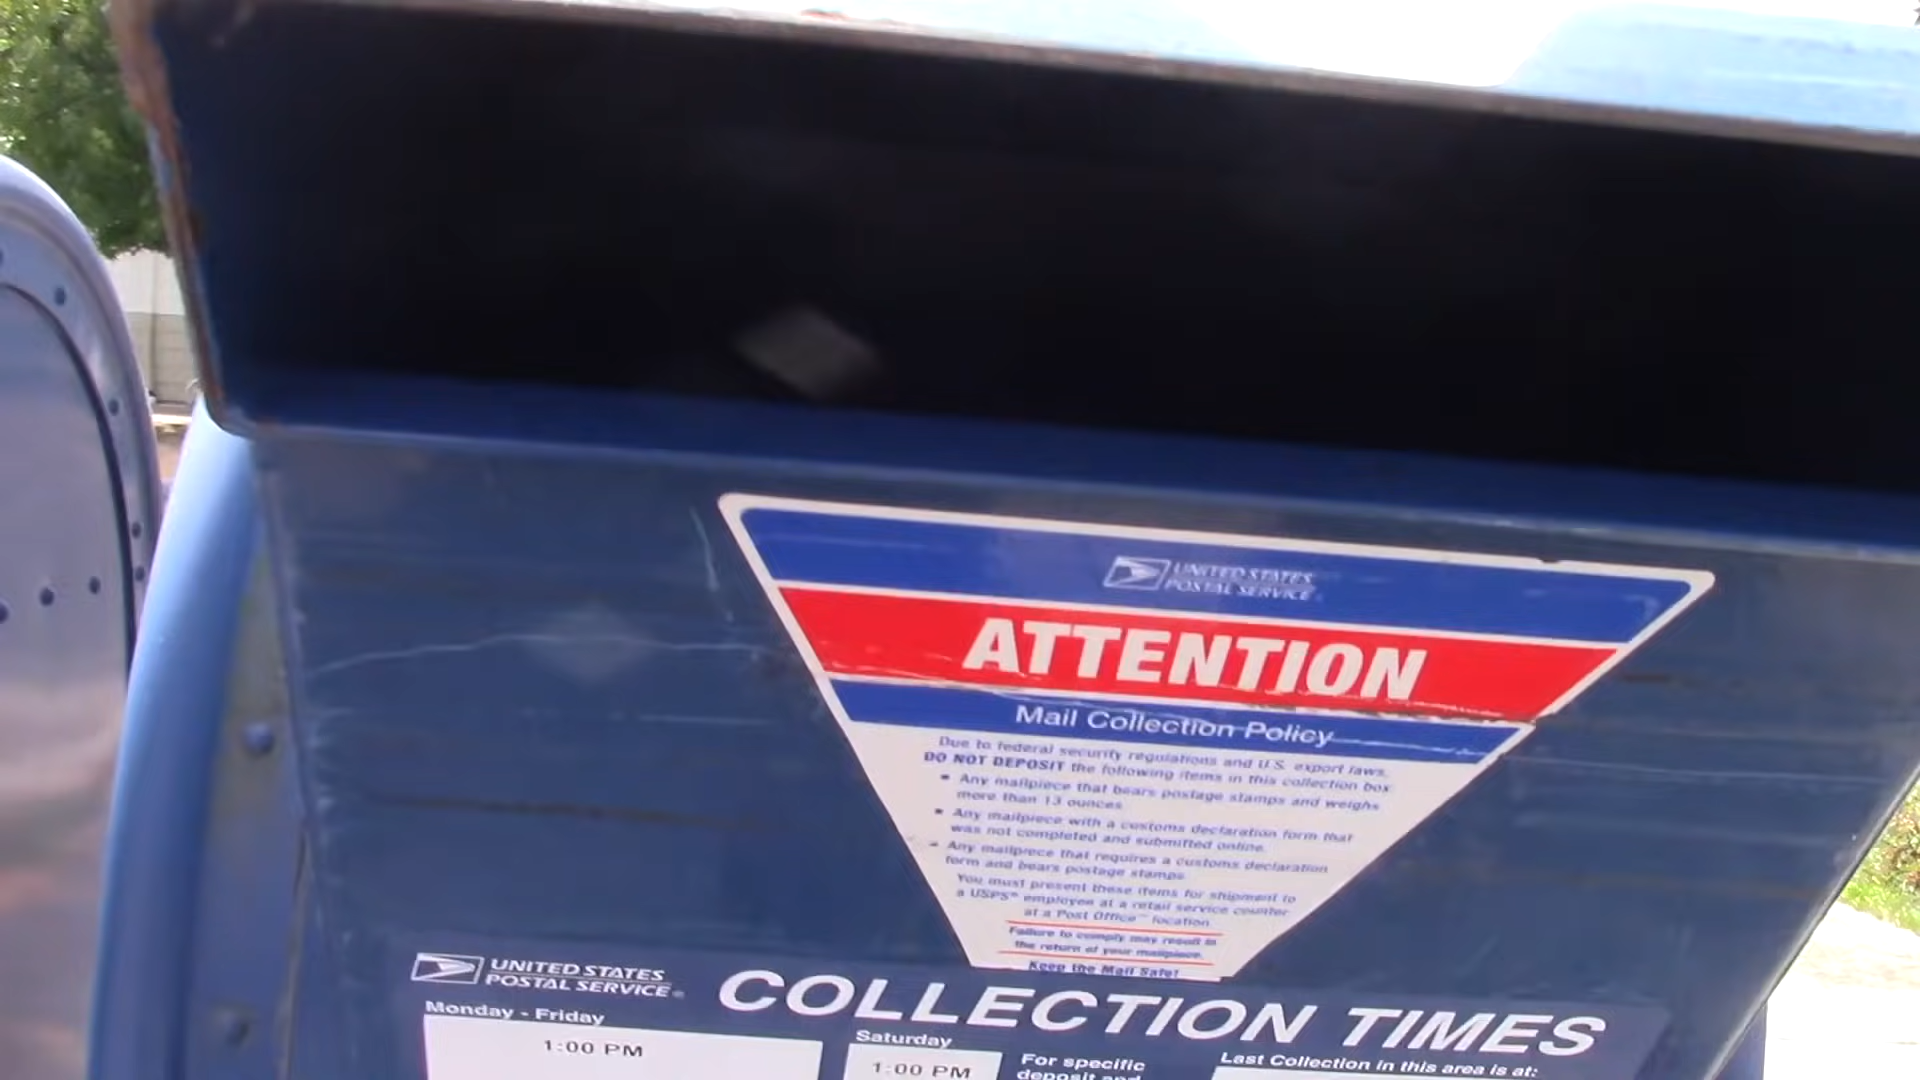 UNITED STATES
POSTAL SERVICE
ATTENTION
Mail Collection Policy
Due to federal security regulations and U.S. export laws,
DO NOT DEPOSIT the following items in this collection box
Any mailpiece that bears postage stamps and weighs
more than 13 ounces
Any mailpiece with a customs declaration form that
was not completed and submitted online.
Any mailpiece that requires a customs declaration
form and bears postage stamps
You must present these items for shipment to
a USPS® employee at a retail service counter
at a Post Office™ location.
Failure to comply may result in
the return of your mailpiece.
Keep the Mail Safe!
UNITED STATES
POSTAL SERVICE®
COLLECTION TIMES
Monday - Friday
1:00 PM
Saturday
1:00 PM
For specific
deposit and
Last Collection in this area is at: